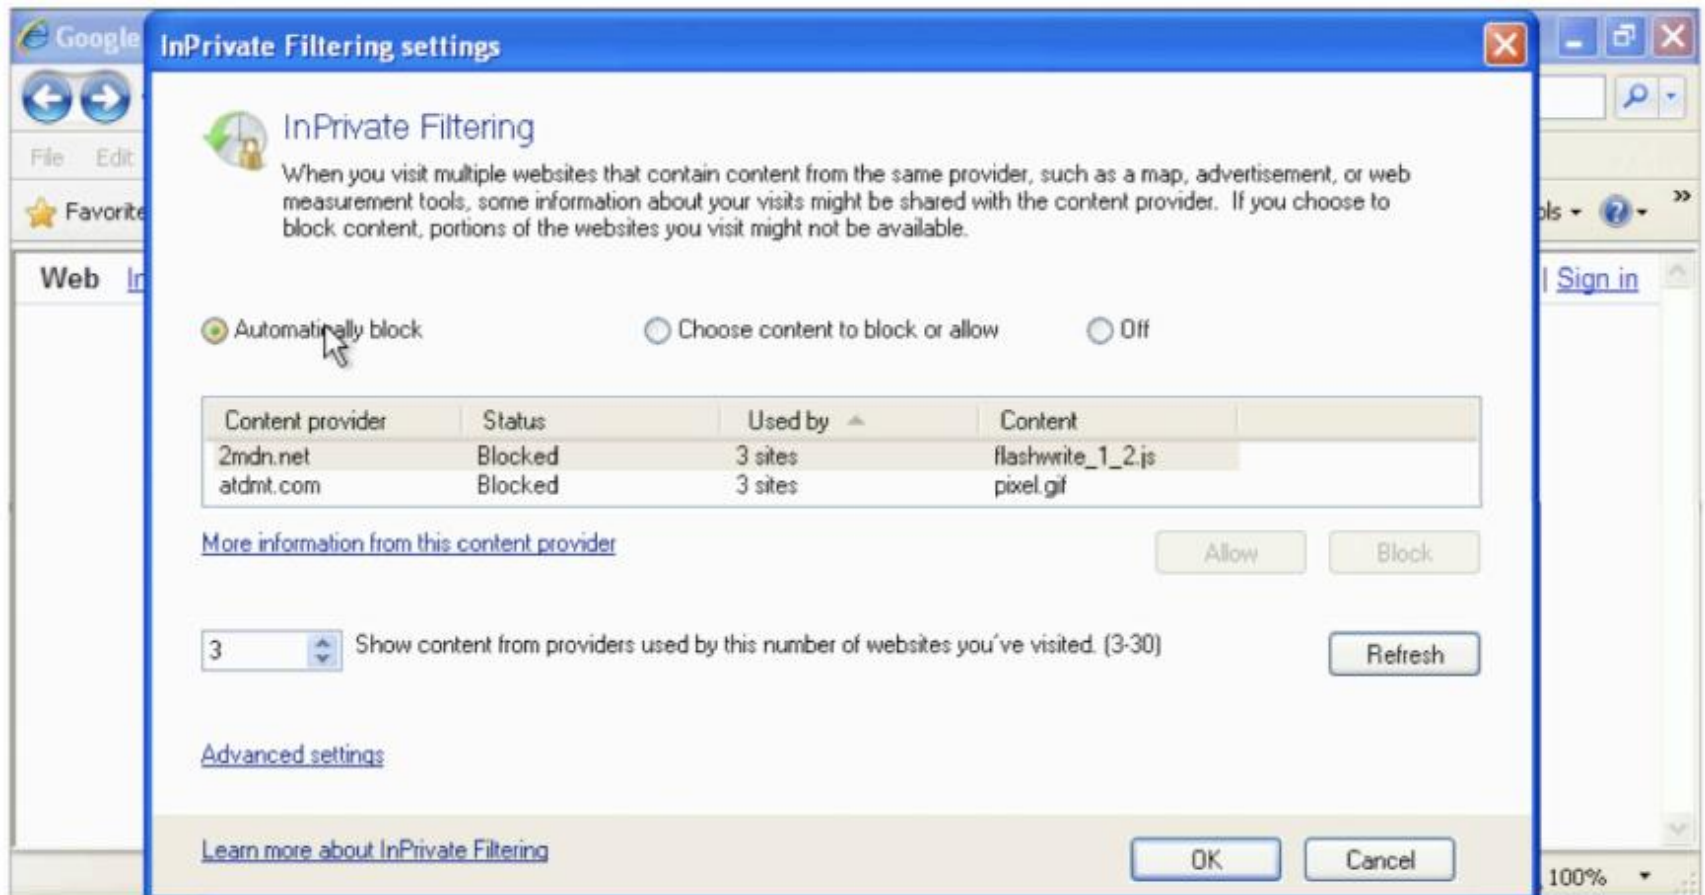 Google
InPrivate Filtering settings
File Edit
InPrivate Filtering
When you visit multiple websites that contain content from the same provider, such as a map, advertisement, or web
measurement tools, some information about your visits might be shared with the content provider. If you choose to
block content, portions of the websites you visit might not be available.
Favorite
ols
»
Web In
| Sign in
Automatically block
Choose content to block or allow
Off
Content provider Status Used by Content
2mdn.net Blocked 3 sites flashwrite_1_2.js
atdmt.com Blocked 3 sites pixel.gif
More information from this content provider
Allow
Block
3
Show content from providers used by this number of websites you've visited. (3-30)
Refresh
Advanced settings
Learn more about InPrivate Filtering
OK
Cancel
100%